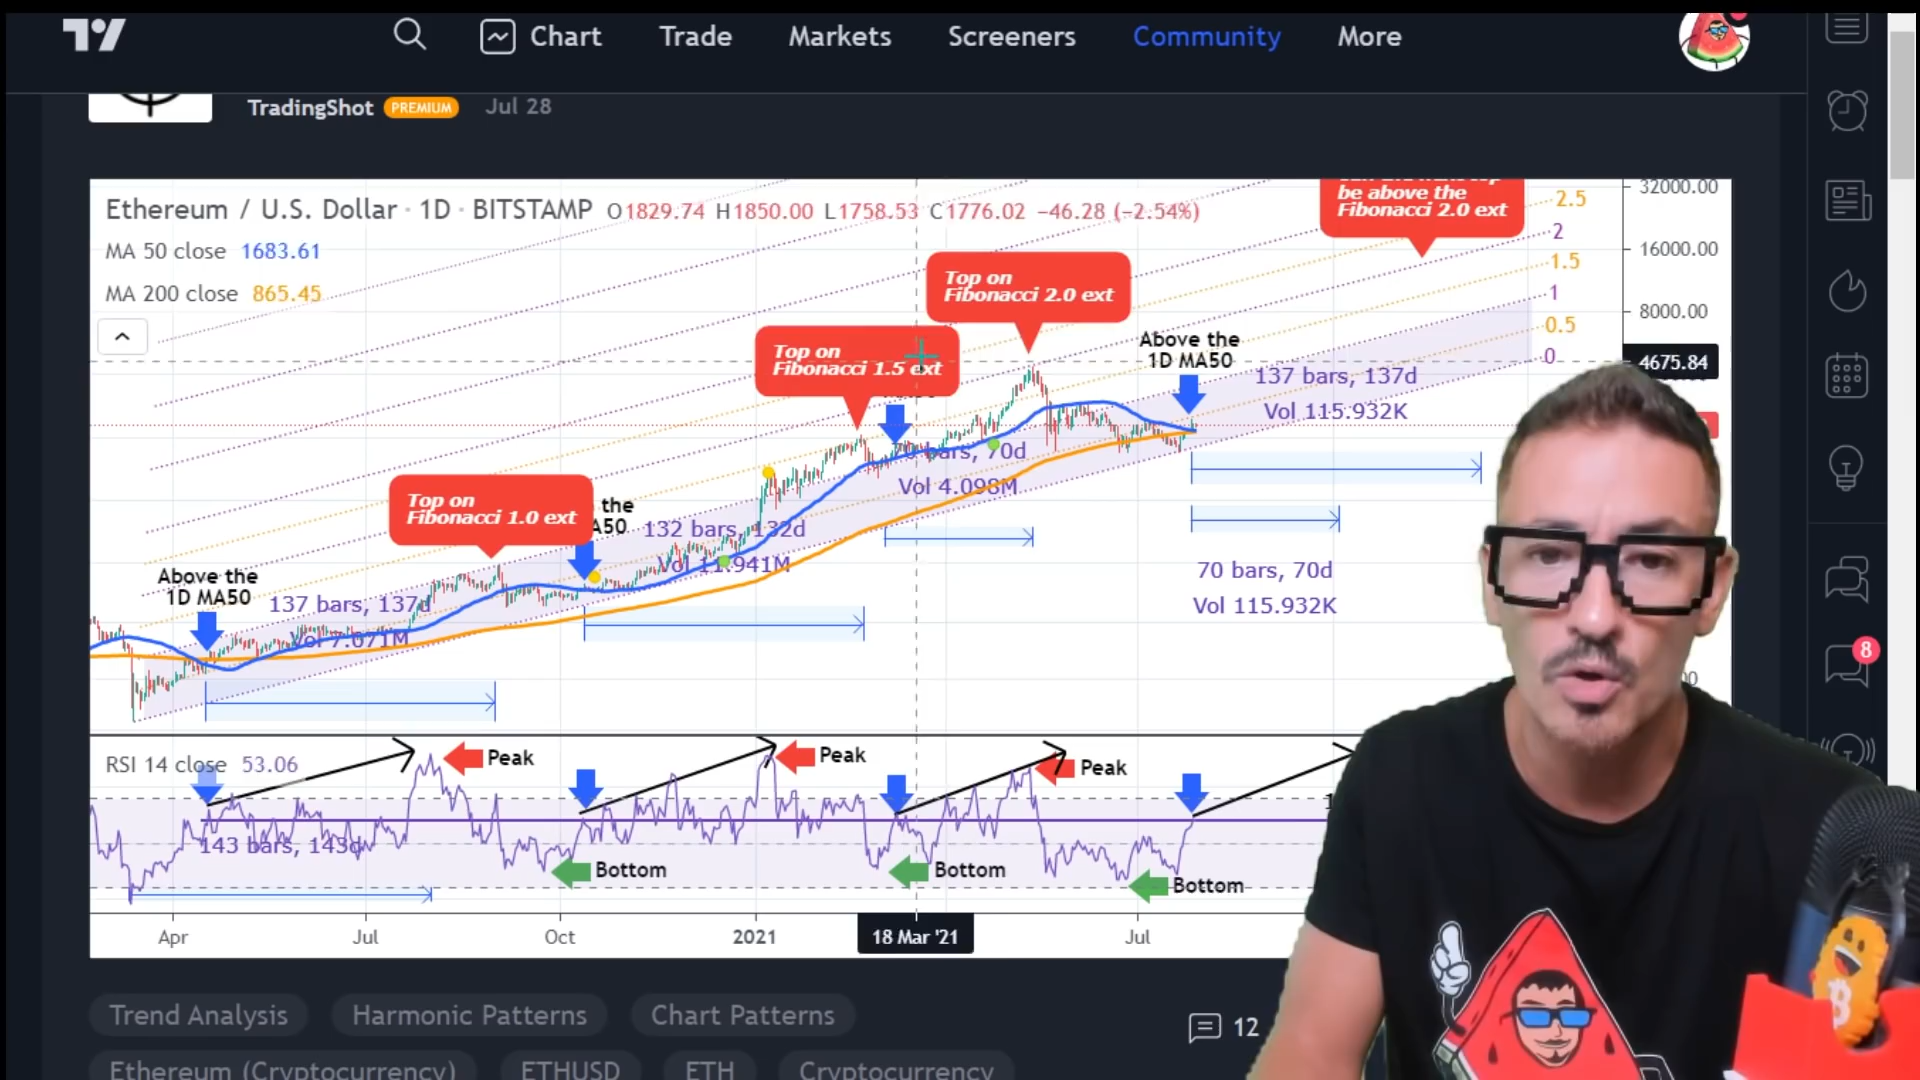 Chart
Trade
Markets
Screeners
Community
More
TradingShot PREMIUM Jul 28
Ethereum / U.S. Dollar · 1D · BITSTAMP O1829.74 H1850.00 L1758.53 C1776.02 −46.28 (−2.54%)
MA 50 close 1683.61
MA 200 close 865.45
be above the
Fibonacci 2.0 ext
2.5
2
1.5
1
0.5
0
32000.00
16000.00
8000.00
4675.84
Top on
Fibonacci 2.0 ext
Top on
Fibonacci 1.5 ext
Above the
1D MA50
137 bars, 137d
Vol 115.932K
70 bars, 70d
Vol 4.098M
Top on
Fibonacci 1.0 ext
the
A50
132 bars, 132d
Vol 11.941M
Above the
1D MA50
137 bars, 137d
Vol 7.071M
70 bars, 70d
Vol 115.932K
8
RSI 14 close 53.06
Peak
Peak
Peak
143 bars, 143d
Bottom
Bottom
Bottom
Apr
Jul
Oct
2021
18 Mar '21
Jul
Trend Analysis
Harmonic Patterns
Chart Patterns
12
Ethereum (Cryptocurrency)
ETHUSD
ETH
Cryptocurrency